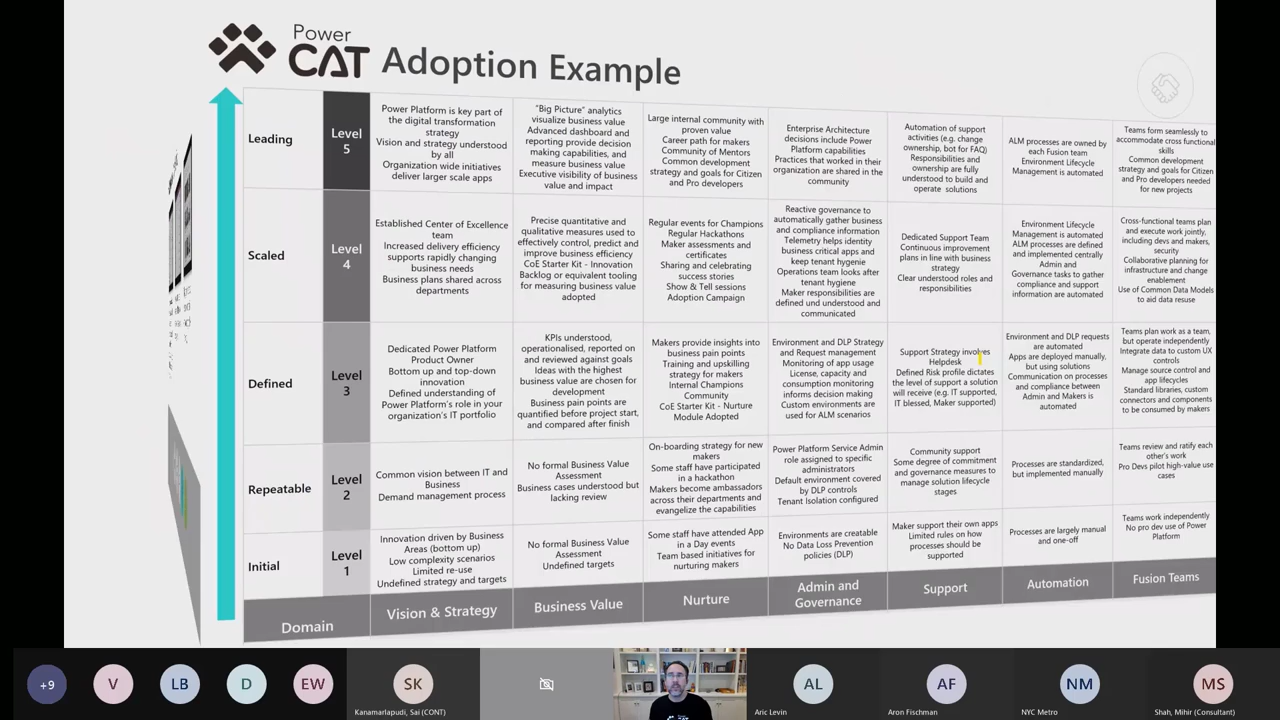 Power
CAT Adoption Example
Leading
Level
5
Power Platform is key part of
the digital transformation
strategy
Vision and strategy understood
by all
Organization wide initiatives
deliver larger scale apps
"Big Picture" analytics
visualize business value
Advanced dashboard and
reporting provide decision
making capabilities, and
measure business value
Executive visibility of business
value and impact
Large internal community with
proven value
Career path for makers
Community of Mentors
Common development
strategy and goals for Citizen
and Pro developers
Enterprise Architecture
decisions include Power
Platform capabilities
Practices that worked in their
organization are shared in the
community
Automation of support
activities (e.g. change
ownership, bot for FAQ)
Responsibilities and
ownership are fully
understood to build and
operate solutions
ALM processes are owned by
each Fusion team
Environment Lifecycle
Management is automated
Teams form seamlessly to
accommodate cross functional
skills
Common development
strategy and goals for Citizen
and Pro developers needed
for new projects
Scaled
Level
4
Established Center of Excellence
team
Increased delivery efficiency
supports rapidly changing
business needs
Business plans shared across
departments
Precise quantitative and
qualitative measures used to
effectively control, predict and
improve business efficiency
CoE Starter Kit - Innovation
Backlog or equivalent tooling
for measuring business value
adopted
Regular events for Champions
Regular Hackathons
Maker assessments and
certificates
Sharing and celebrating
success stories
Show & Tell sessions
Adoption Campaign
Reactive governance to
automatically gather business
and compliance information
Telemetry helps identity
business critical apps and
keep tenant hygiene
Operations team looks after
tenant hygiene
Maker responsibilities are
defined und understood and
communicated
Dedicated Support Team
Continuous improvement
plans in line with business
strategy
Clear understood roles and
responsibilities
Environment Lifecycle
Management is automated
ALM processes are defined
and implemented centrally
Admin and
Governance tasks to gather
compliance and support
information are automated
Cross-functional teams plan
and execute work jointly,
including devs and makers,
security
Collaborative planning for
infrastructure and change
enablement
Use of Common Data Models
to aid data resuse
Defined
Level
3
Dedicated Power Platform
Product Owner
Bottom up and top-down
innovation
Defined understanding of
Power Platform's role in your
organization's IT portfolio
KPIs understood,
operationalised, reported on
and reviewed against goals
Ideas with the highest
business value are chosen for
development
Business pain points are
quantified before project start,
and compared after finish
Makers provide insights into
business pain points
Training and upskilling
strategy for makers
Internal Champions
Community
CoE Starter Kit - Nurture
Module Adopted
Environment and DLP Strategy
and Request management
Monitoring of app usage
License, capacity and
consumption monitoring
informs decision making
Custom environments are
used for ALM scenarios
Support Strategy involves
Helpdesk
Defined Risk profile dictates
the level of support a solution
will receive (e.g. IT supported,
IT blessed, Maker supported)
Environment and DLP requests
are automated
Apps are deployed manually,
but using solutions
Communication on processes
and compliance between
Admin and Makers is
automated
Teams plan work as a team,
but operate independently
Integrate data to custom UX
controls
Manage source control and
app lifecycles
Standard libraries, custom
connectors and components
to be consumed by makers
Repeatable
Level
2
Common vision between IT and
Business
Demand management process
No formal Business Value
Assessment
Business cases understood but
lacking review
On-boarding strategy for new
makers
Some staff have participated
in a hackathon
Makers become ambassadors
across their departments and
evangelize the capabilities
Power Platform Service Admin
role assigned to specific
administrators
Default environment covered
by DLP controls
Tenant Isolation configured
Community support
Some degree of commitment
and governance measures to
manage solution lifecycle
stages
Processes are standardized,
but implemented manually
Teams review and ratify each
other's work
Pro Devs pilot high-value use
cases
Initial
Level
1
Innovation driven by Business
Areas (bottom up)
Low complexity scenarios
Limited re-use
Undefined strategy and targets
No formal Business Value
Assessment
Undefined targets
Some staff have attended App
in a Day events
Team based initiatives for
nurturing makers
Environments are creatable
No Data Loss Prevention
policies (DLP)
Maker support their own apps
Limited rules on how
processes should be
supported
Processes are largely manual
and one-off
Teams work independently
No pro dev use of Power
Platform
Domain
Vision & Strategy
Business Value
Nurture
Admin and
Governance
Support
Automation
Fusion Teams
+9
V
LB
D
EW
SK
Kanamarlapudi, Sai (CONT)
AL
Aric Levin
AF
Aron Fischman
NM
NYC Metro
MS
Shah, Mihir (Consultant)